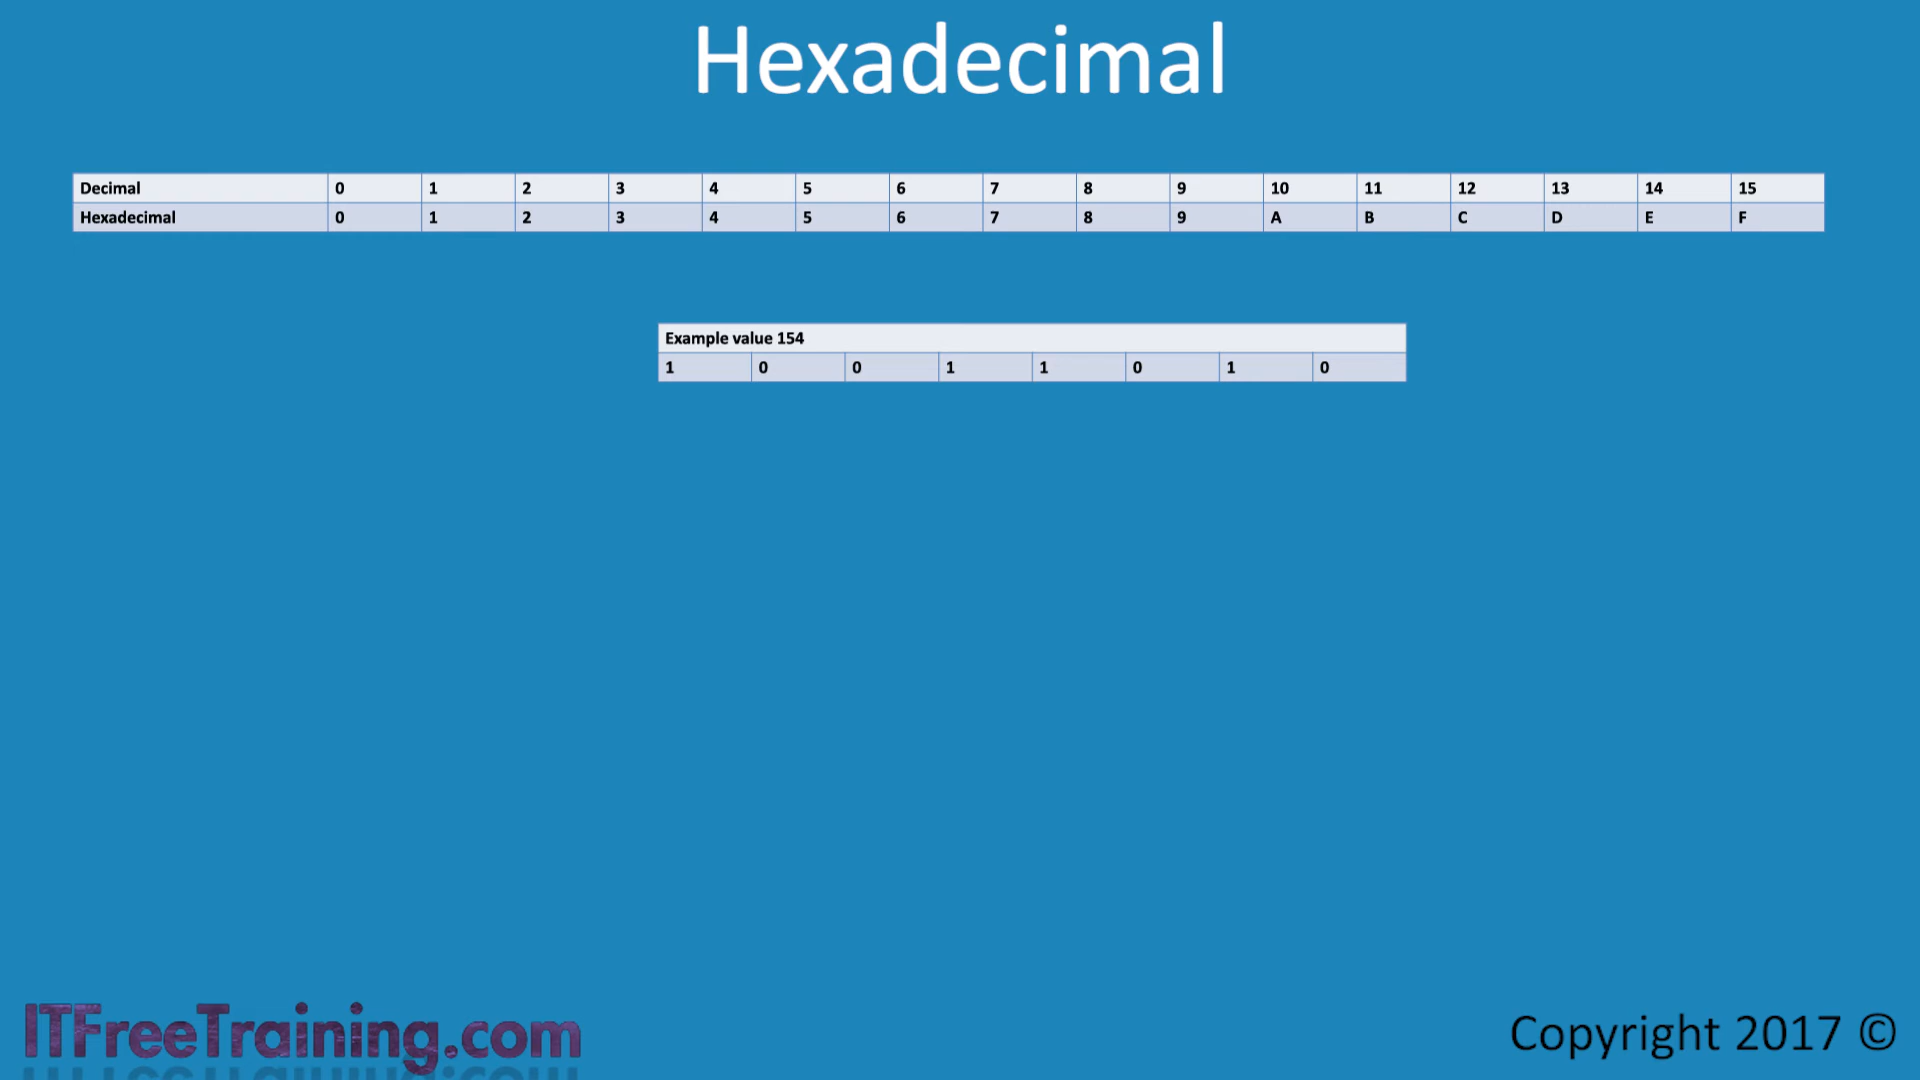 Hexadecimal
Decimal 0 1 2 3 4 5 6 7 8 9 10 11 12 13 14 15
Hexadecimal 0 1 2 3 4 5 6 7 8 9 A B C D E F
Example value 154
1 0 0 1 1 0 1 0
ITFreeTraining.com
Copyright 2017 ©